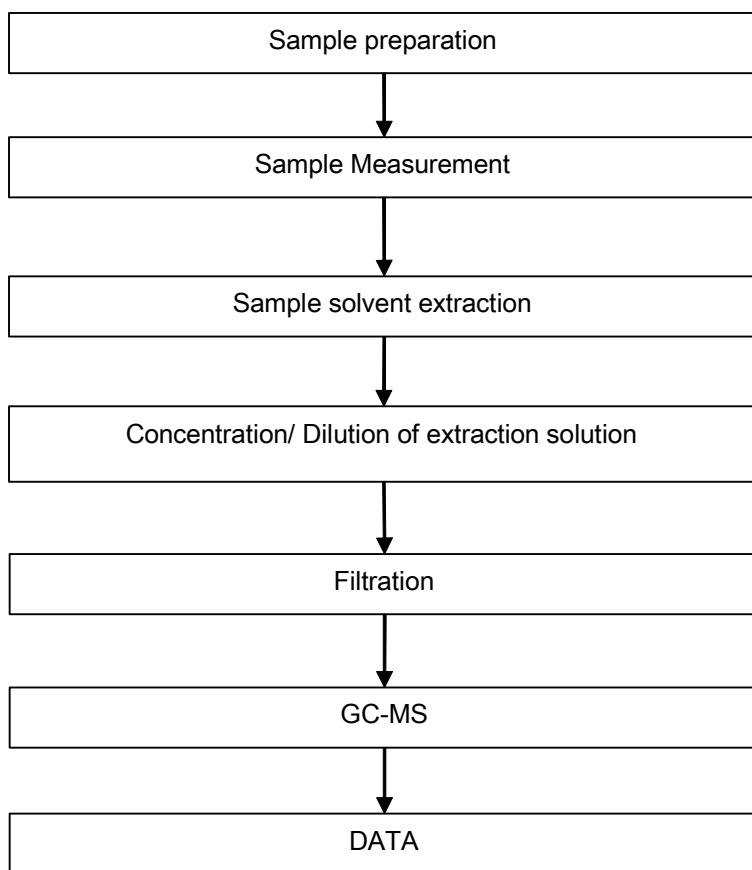 Sample preparation
Sample Measurement
Sample solvent extraction
Concentration/ Dilution of extraction solution
Filtration
GC-MS
DATA